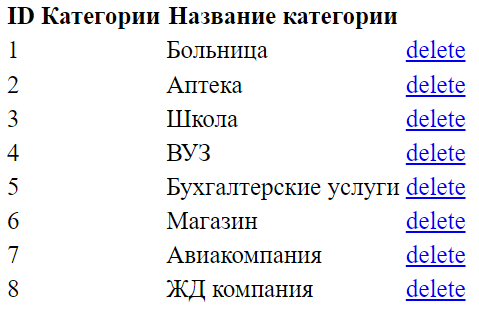 ID Категории Название категории
1 Больница delete
2 Аптека delete
3 Школа delete
4 ВУЗ delete
5 Бухгалтерские услуги delete
6 Магазин delete
7 Авиакомпания delete
8 ЖД компания delete